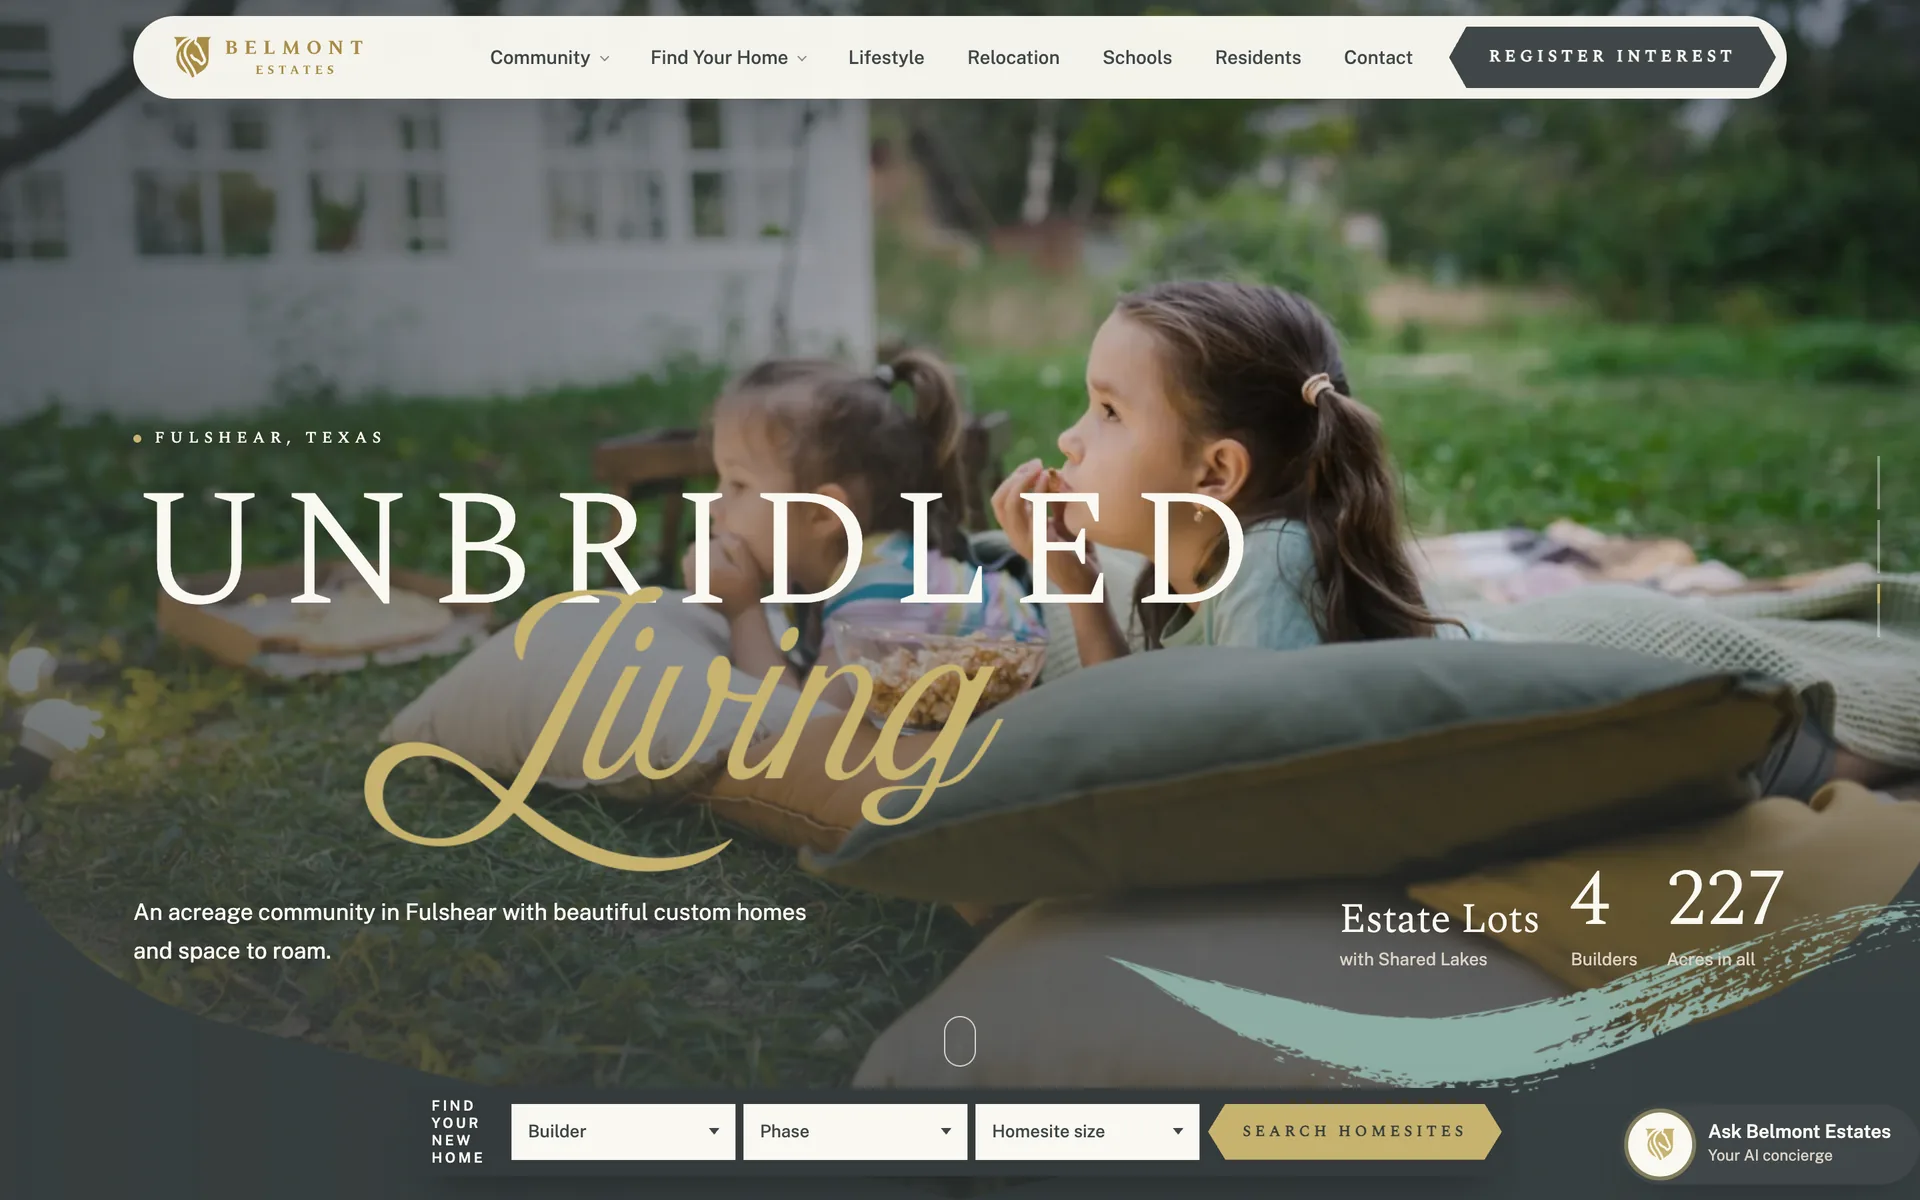 BELMONT
ESTATES
Community
Find Your Home
Lifestyle
Relocation
Schools
Residents
Contact
REGISTER INTEREST
FULSHEAR, TEXAS
UNBRIDLED
Living
An acreage community in Fulshear with beautiful custom homes
and space to roam.
Estate Lots
with Shared Lakes
4
Builders
227
Acres in all
FIND
YOUR
NEW
HOME
Builder
Phase
Homesite size
SEARCH HOMESITES
Ask Belmont Estates
Your AI concierge